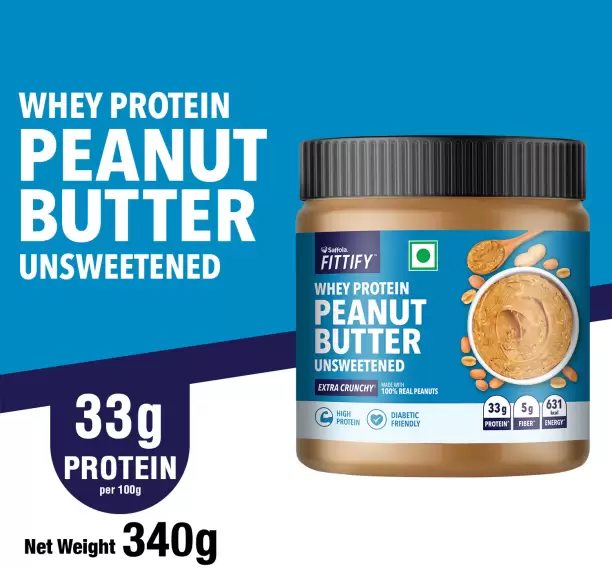 WHEY PROTEIN
PEANUT
BUTTER
UNSWEETENED
33g
PROTEIN
per 100g
Net Weight 340g
Saffola
FITTIFY™
WHEY PROTEIN
PEANUT
BUTTER
UNSWEETENED
EXTRA CRUNCHY*
MADE WITH
100% REAL PEANUTS
HIGH
PROTEIN
DIABETIC
FRIENDLY
33g
PROTEIN*
5g
FIBER*
631
kcal
ENERGY*